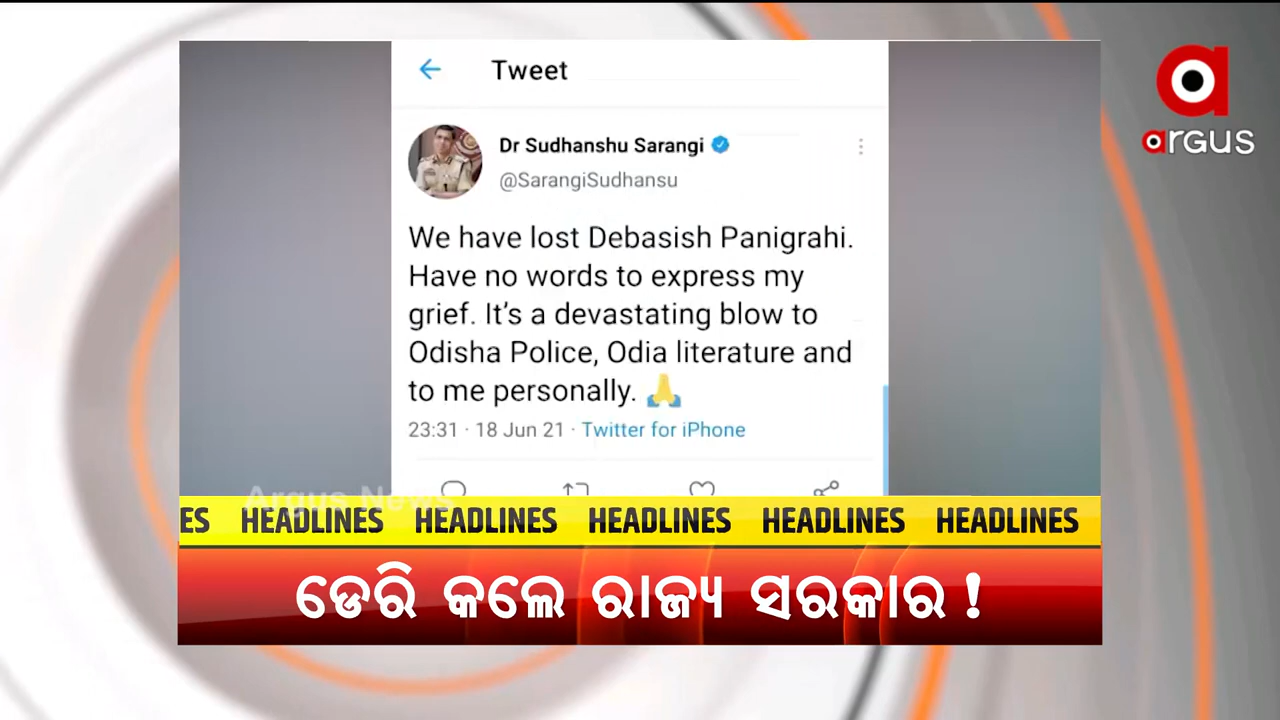 Tweet
argus
Dr Sudhanshu Sarangi
@SarangiSudhansu
We have lost Debasish Panigrahi.
Have no words to express my
grief. It's a devastating blow to
Odisha Police, Odia literature and
to me personally. 🙏
23:31 · 18 Jun 21 · Twitter for iPhone
Argus News
ES HEADLINES HEADLINES HEADLINES HEADLINES HEADLINES
ଡେରି କଲେ ରାଜ୍ୟ ସରକାର !